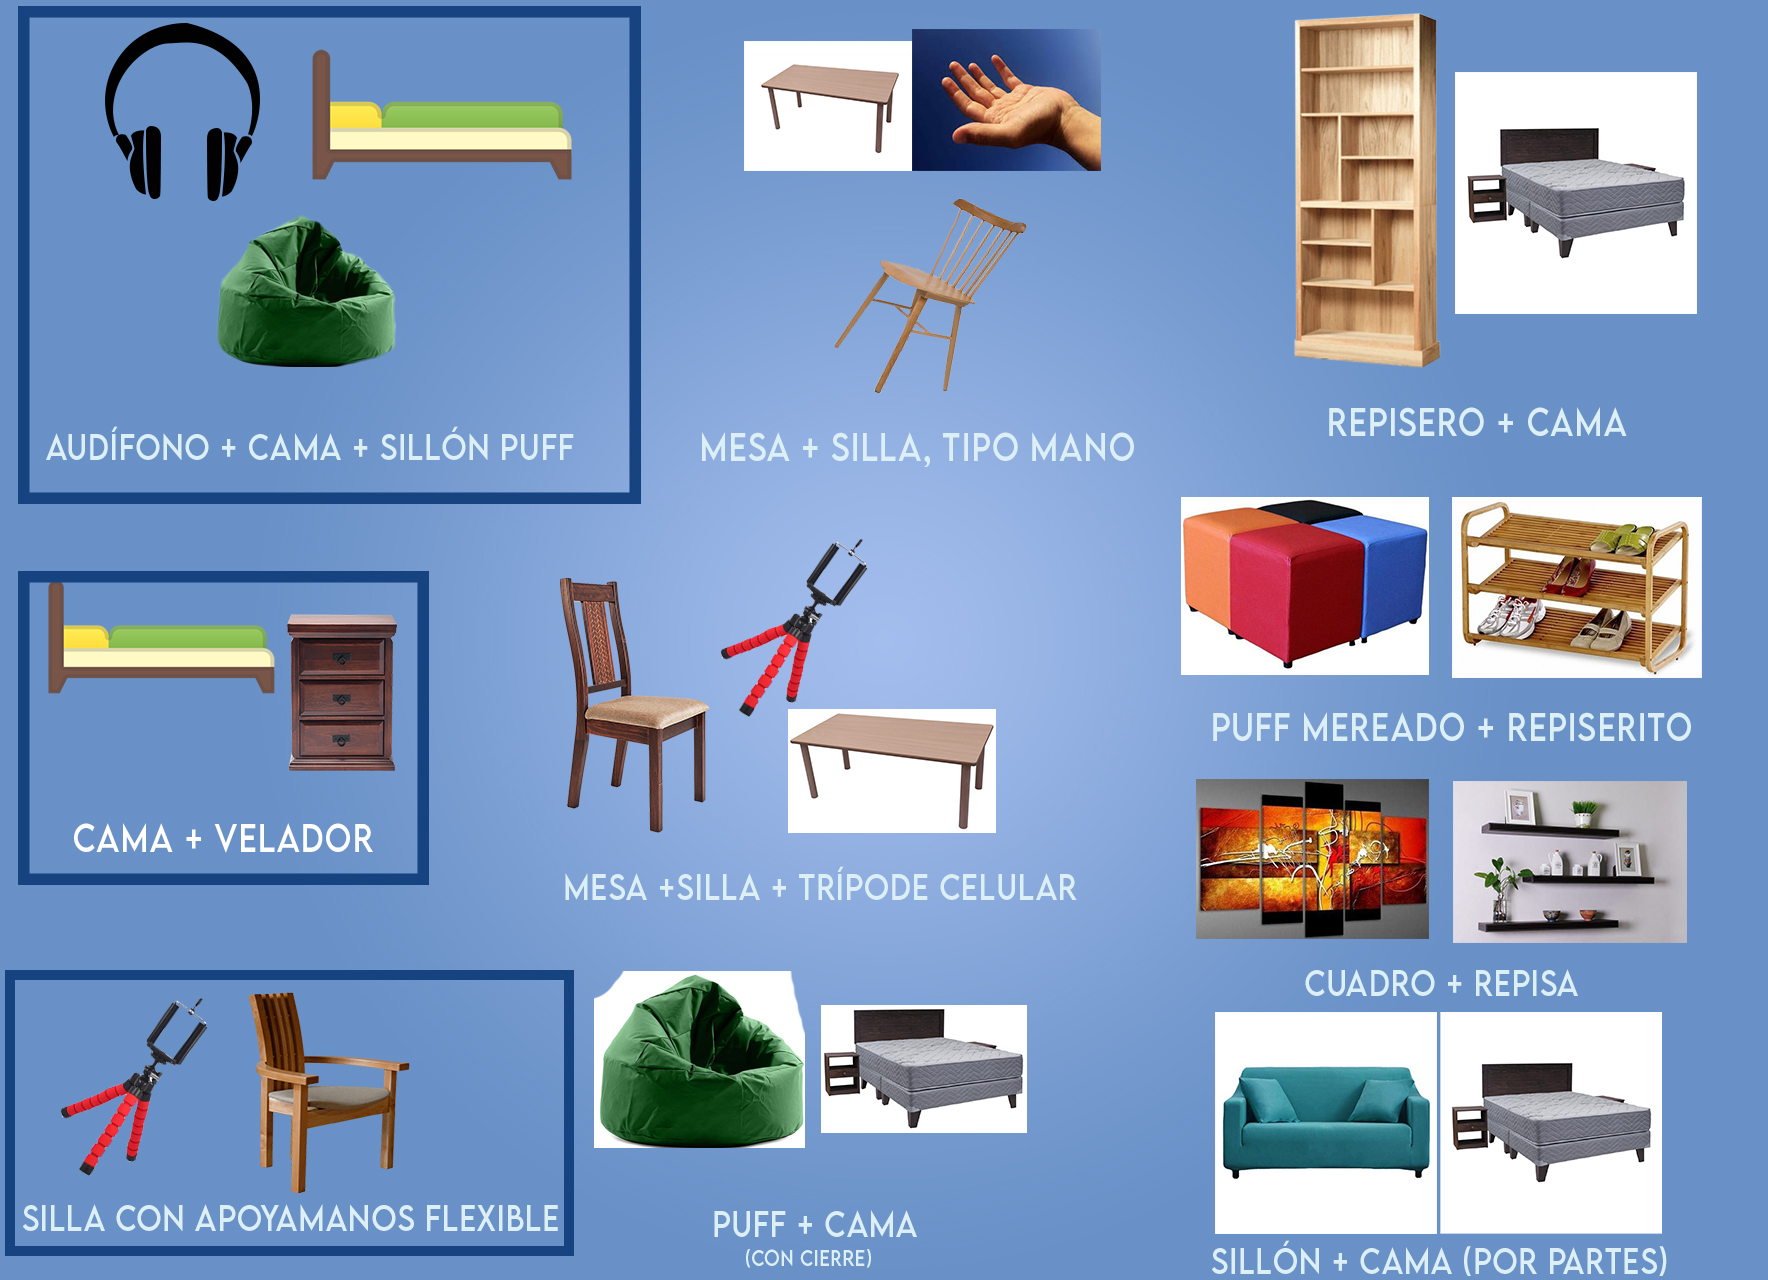 AUDÍFONO + CAMA + SILLÓN PUFF
MESA + SILLA, TIPO MANO
REPISERO + CAMA
PUFF MEREADO + REPISERITO
CAMA + VELADOR
MESA +SILLA + TRÍPODE CELULAR
CUADRO + REPISA
SILLA CON APOYAMANOS FLEXIBLE
PUFF + CAMA
(CON CIERRE)
SILLÓN + CAMA (POR PARTES)